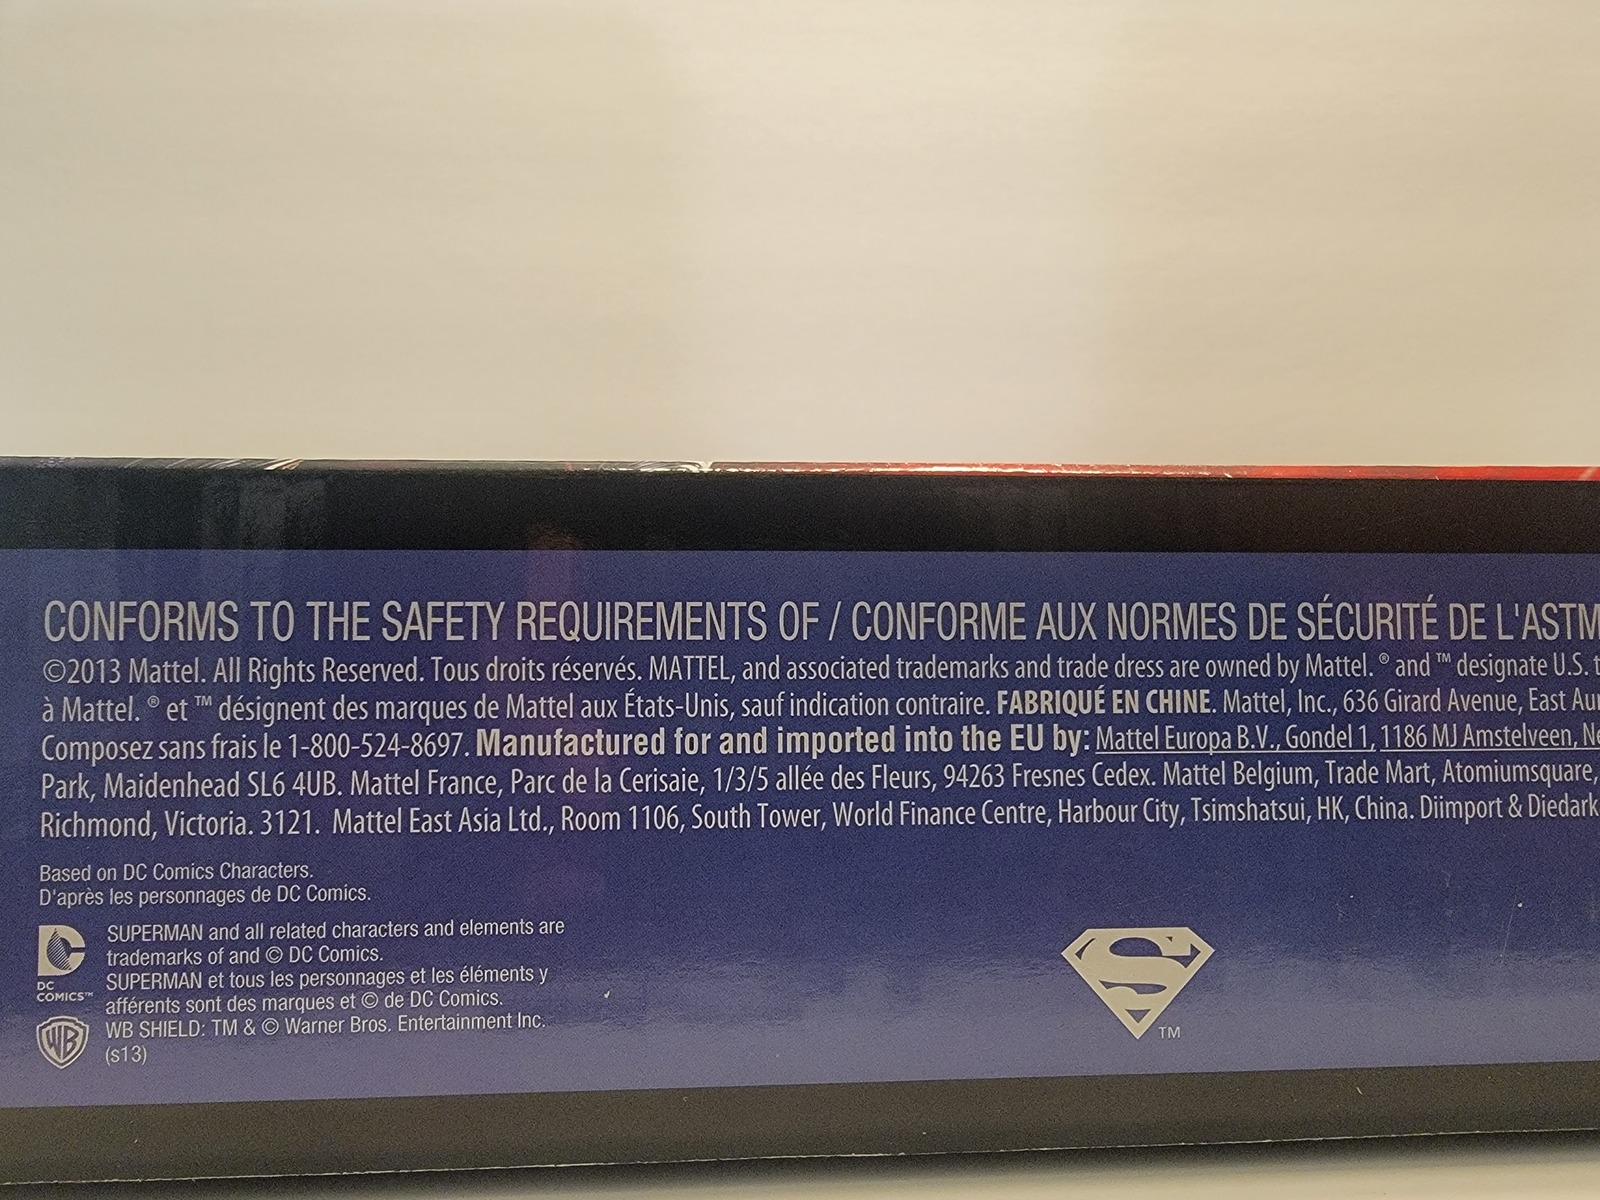 CONFORMS TO THE SAFETY REQUIREMENTS OF / CONFORME AUX NORMES DE SÉCURITÉ DE L'ASTM
©2013 Mattel. All Rights Reserved. Tous droits réservés. MATTEL, and associated trademarks and trade dress are owned by Mattel. ® and ™ designate U.S.
à Mattel. ® et ™ désignent des marques de Mattel aux États-Unis, sauf indication contraire. FABRIQUÉ EN CHINE. Mattel, Inc., 636 Girard Avenue, East
Composez sans frais le 1-800-524-8697. Manufactured for and imported into the EU by: Mattel Europa B.V., Gondel 1, 1186 MJ Amstelveen,
Park, Maidenhead SL6 4UB. Mattel France, Parc de la Cerisaie, 1/3/5 allée des Fleurs, 94263 Fresnes Cedex. Mattel Belgium, Trade Mart, Atomiumsquare,
Richmond, Victoria. 3121. Mattel East Asia Ltd., Room 1106, South Tower, World Finance Centre, Harbour City, Tsimshatsui, HK, China. Diimport & Diedark
Based on DC Comics Characters.
D'après les personnages de DC Comics.
SUPERMAN and all related characters and elements are
trademarks of and © DC Comics.
SUPERMAN et tous les personnages et les éléments y
afférents sont des marques et © de DC Comics.
WB SHIELD: TM & © Warner Bros. Entertainment Inc.
(s13)
DC
DC
COMICS™
WB
S
TM